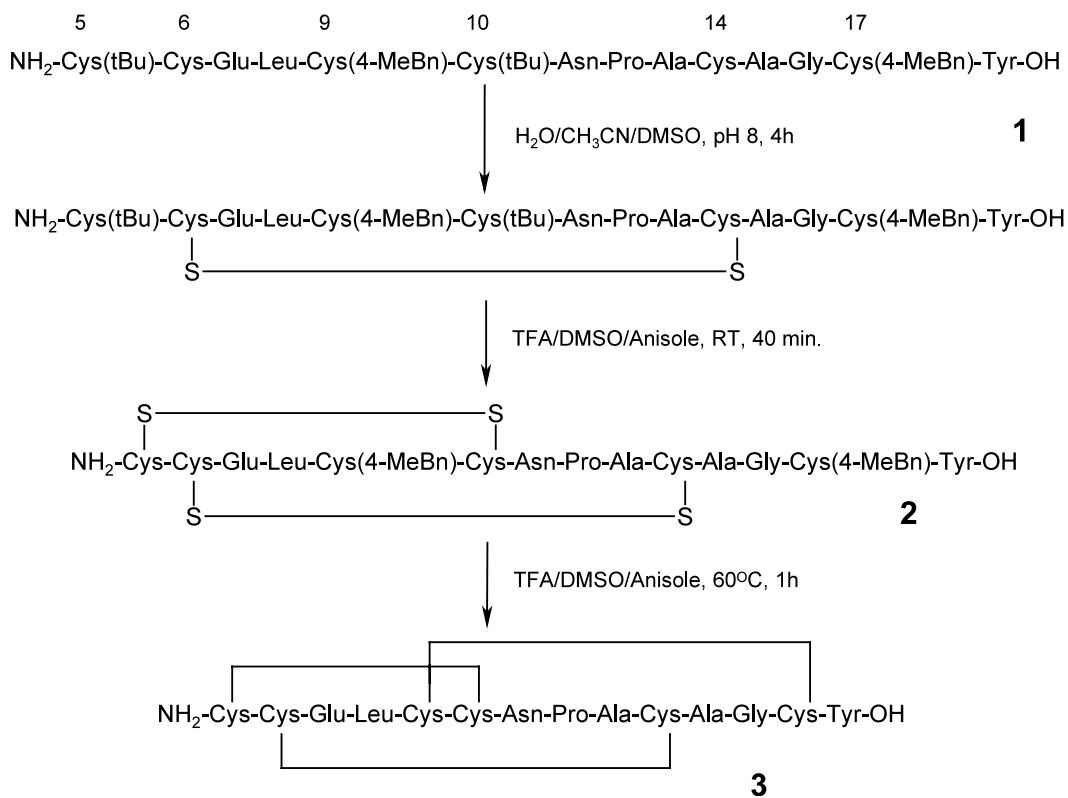 5 6 9 10 14 17
NH2-Cys(tBu)-Cys-Glu-Leu-Cys(4-MeBn)-Cys(tBu)-Asn-Pro-Ala-Cys-Ala-Gly-Cys(4-MeBn)-Tyr-OH
1
H2O/CH3CN/DMSO, pH 8, 4h
NH2-Cys(tBu)-Cys-Glu-Leu-Cys(4-MeBn)-Cys(tBu)-Asn-Pro-Ala-Cys-Ala-Gly-Cys(4-MeBn)-Tyr-OH
S S
TFA/DMSO/Anisole, RT, 40 min.
S S
NH2-Cys-Cys-Glu-Leu-Cys(4-MeBn)-Cys-Asn-Pro-Ala-Cys-Ala-Gly-Cys(4-MeBn)-Tyr-OH
S S
2
TFA/DMSO/Anisole, 60OC, 1h
NH2-Cys-Cys-Glu-Leu-Cys-Cys-Asn-Pro-Ala-Cys-Ala-Gly-Cys-Tyr-OH
3